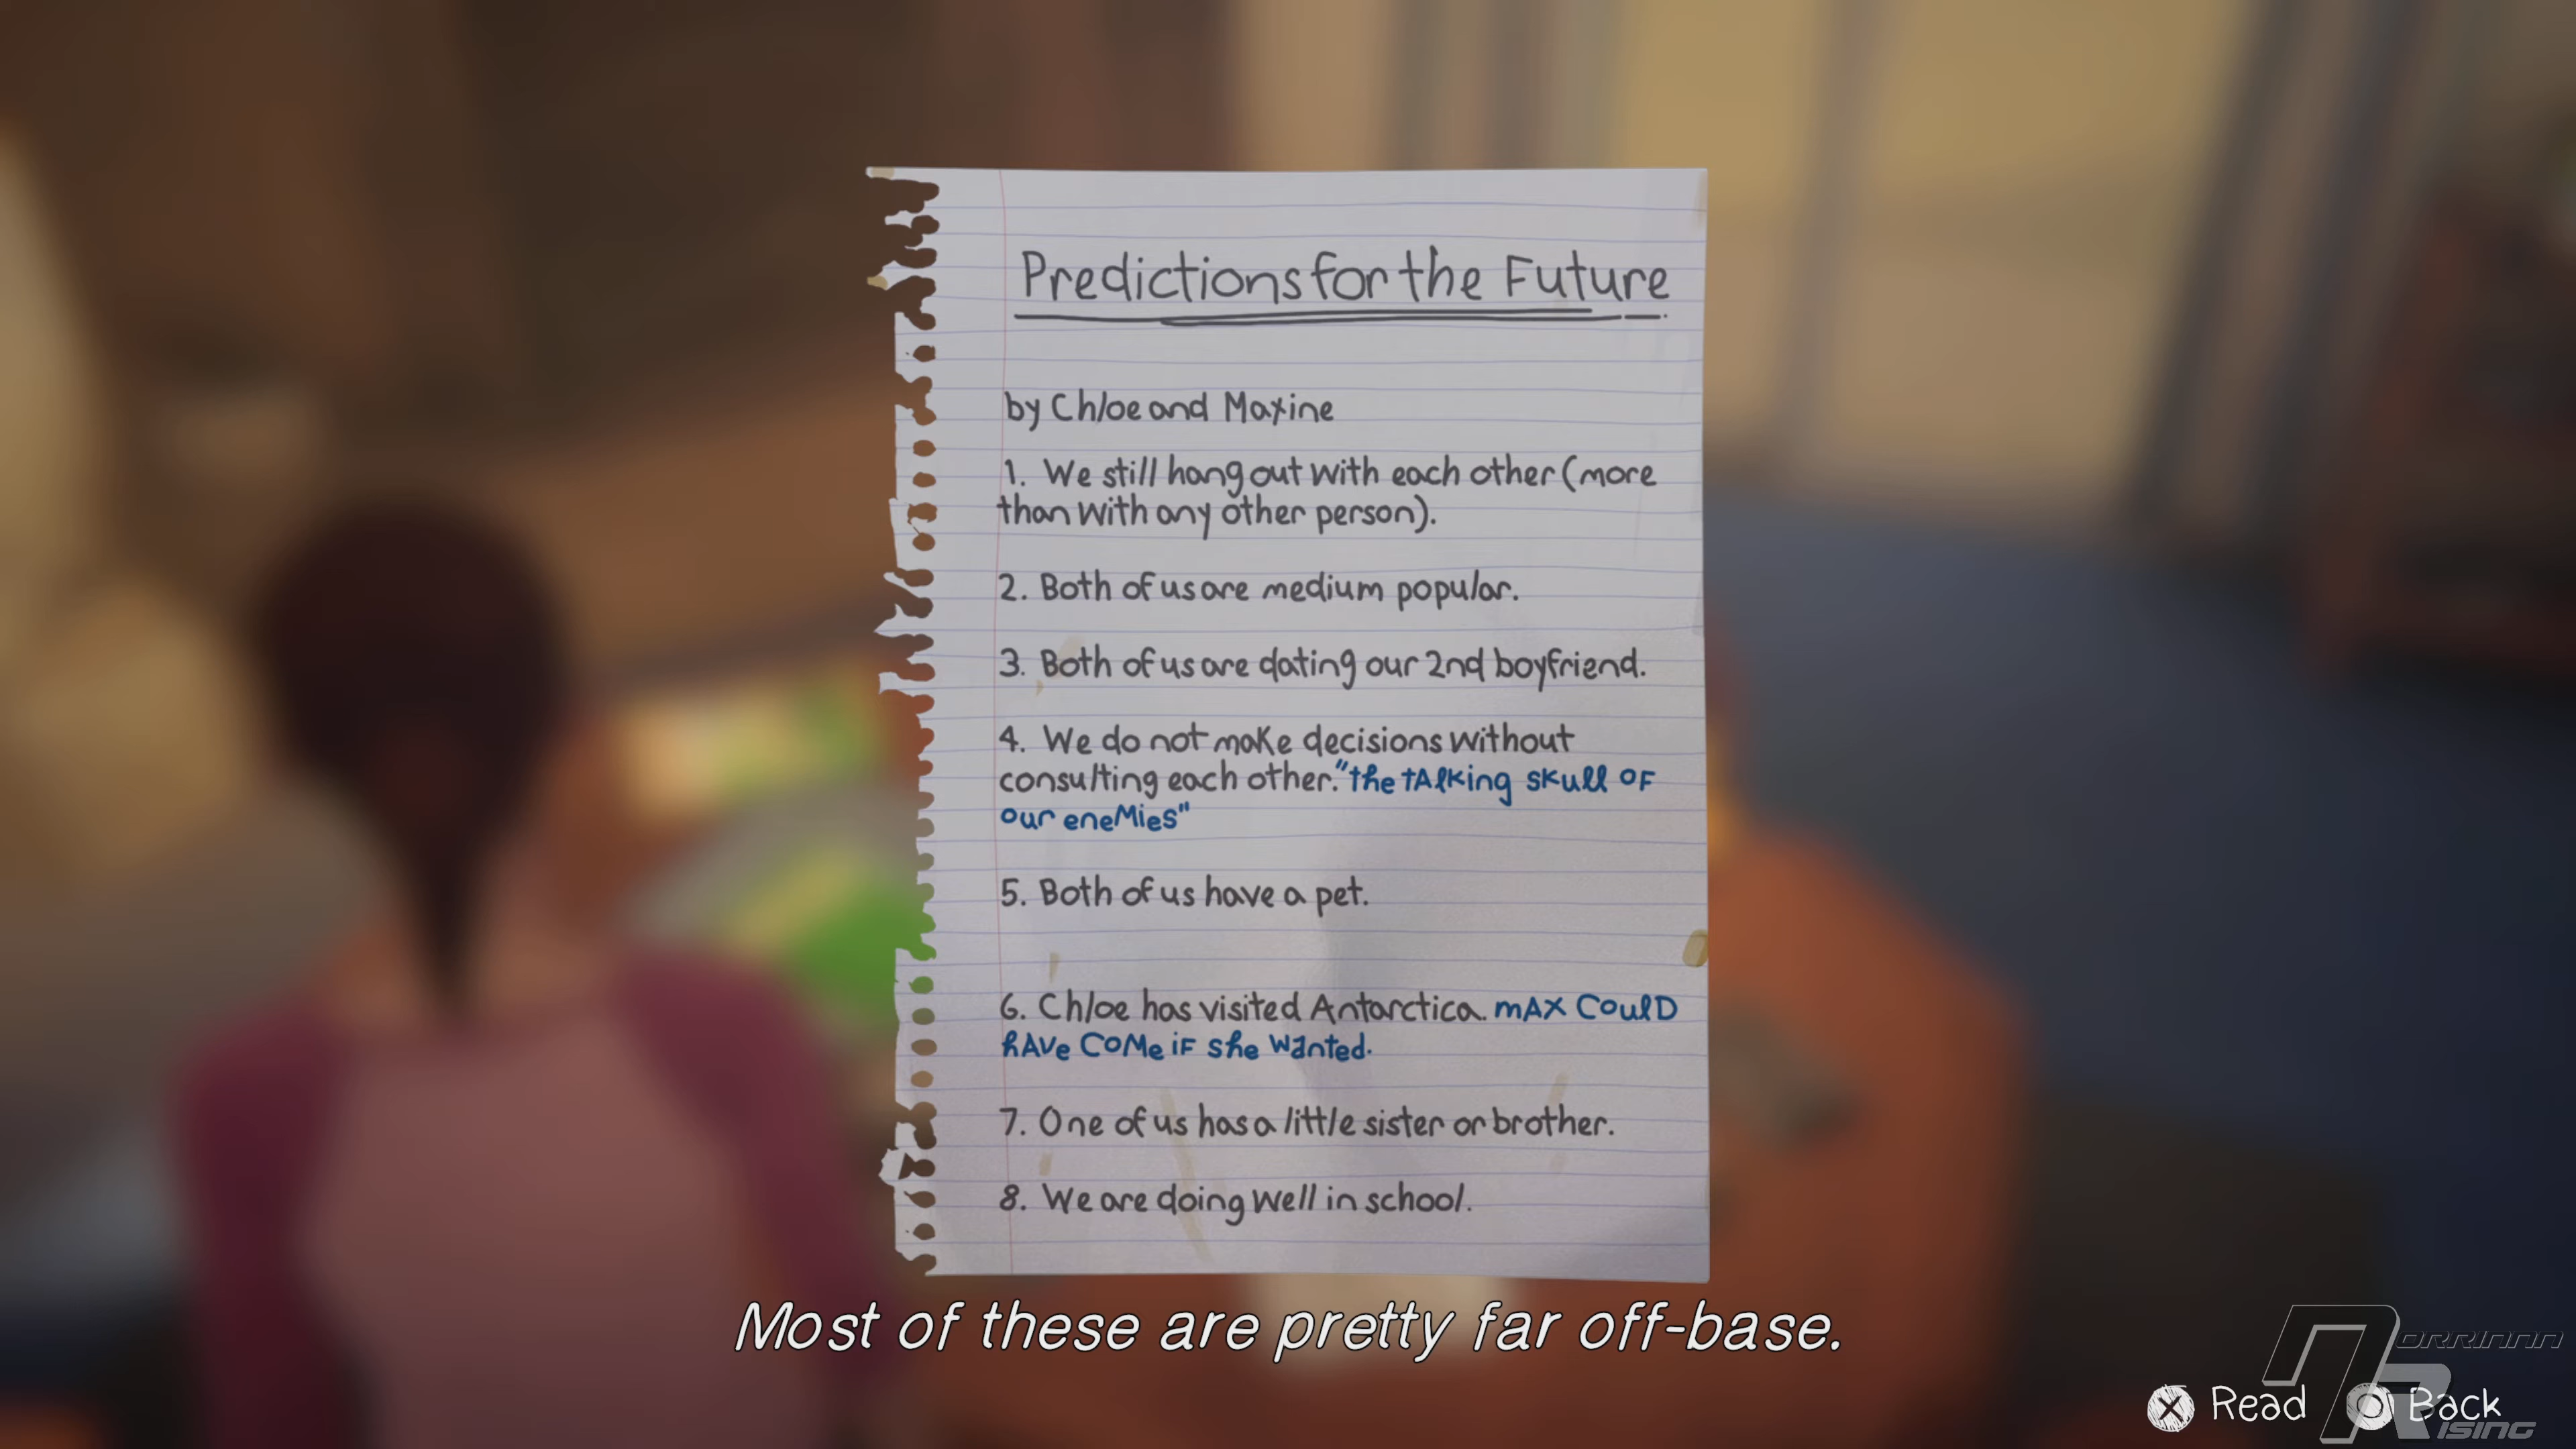 Predictions for the Future
by Chloe and Maxine
1. We still hang out with each other (more
than with any other person).
2. Both of us are medium popular.
3. Both of us are dating our 2nd boyfriend.
4. We do not make decisions without
consulting each other. "the tAlking skull OF
our eneMies"
5. Both of us have a pet.
6. Chloe has visited Antarctica. mAX CoulD
hAVe CoMe iF she wanted.
7. One of us has a little sister or brother.
8. We are doing well in school.
Most of these are pretty far off-base.
NORRINNN
RISING
Read Back